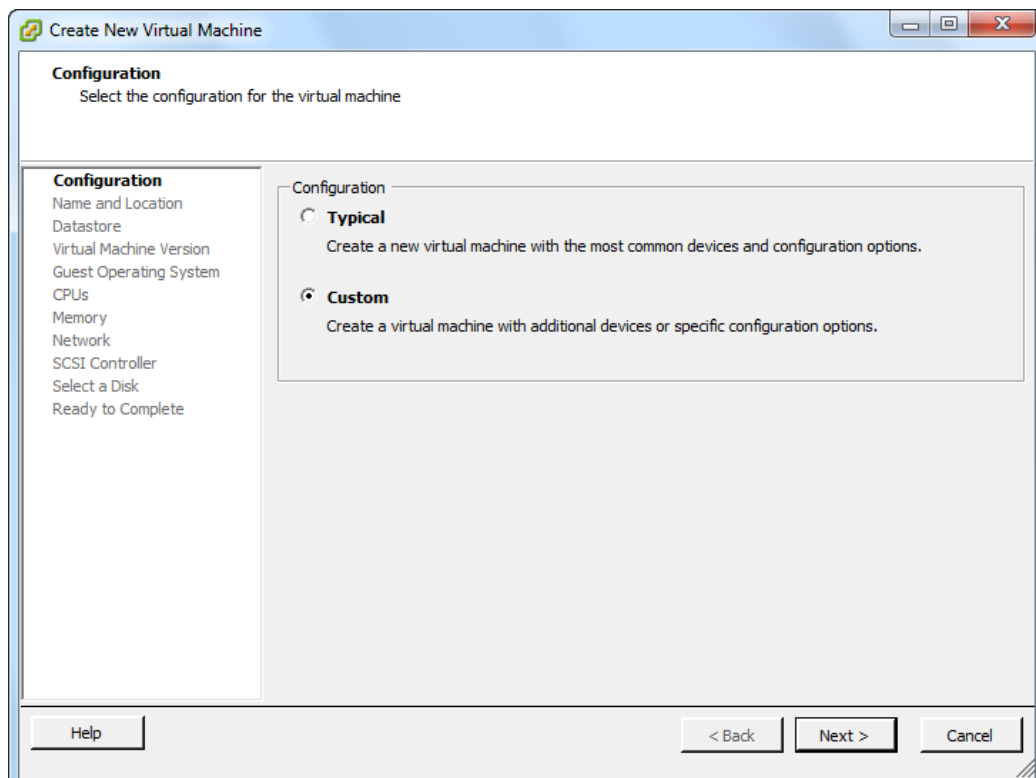 Create New Virtual Machine
Configuration
Select the configuration for the virtual machine
Configuration
Name and Location
Datastore
Virtual Machine Version
Guest Operating System
CPUs
Memory
Network
SCSI Controller
Select a Disk
Ready to Complete
Configuration
Typical
Create a new virtual machine with the most common devices and configuration options.
Custom
Create a virtual machine with additional devices or specific configuration options.
Help
< Back
Next >
Cancel